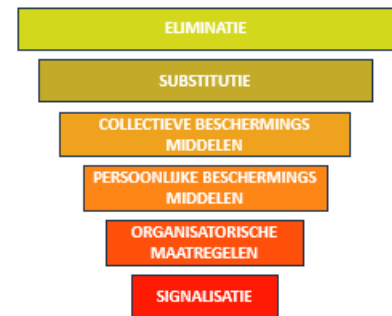 ELIMINATIE
SUBSTITUTIE
COLLECTIEVE BESCHERMINGS
MIDDELEN
PERSOONLIJKE BESCHERMINGS
MIDDELEN
ORGANISATORISCHE
MAATREGELEN
SIGNALISATIE